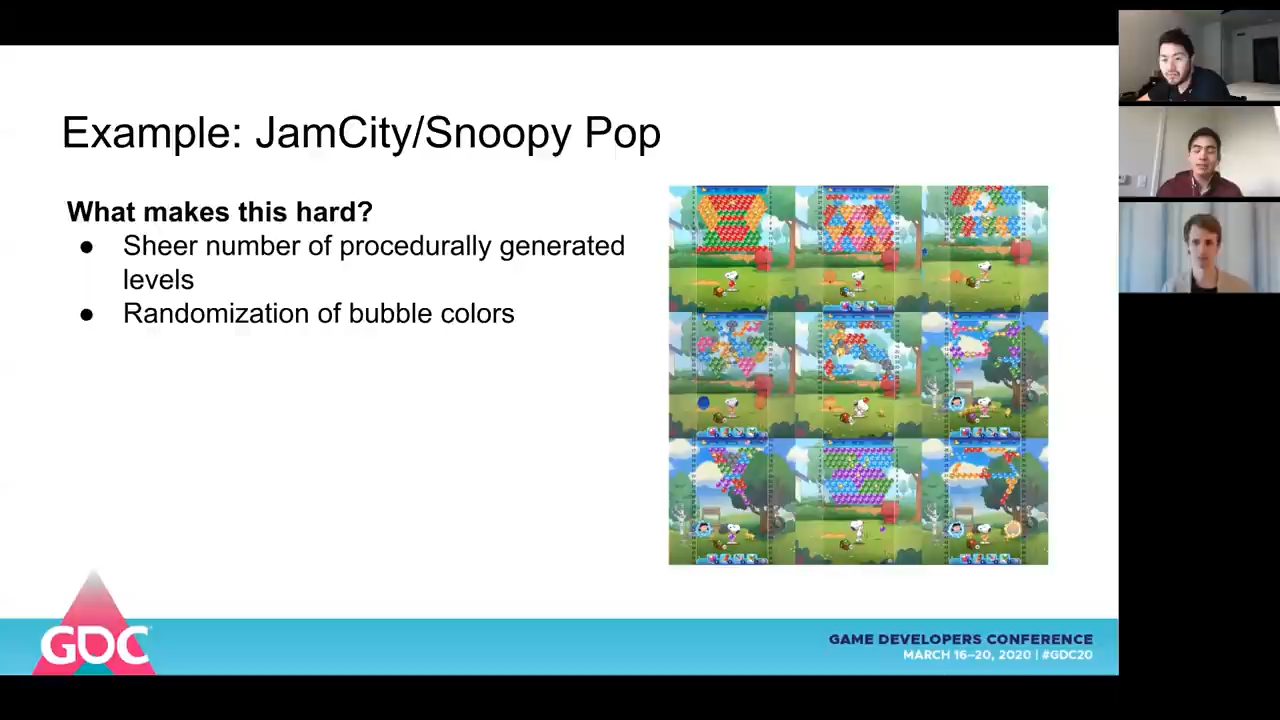 Example: JamCity/Snoopy Pop
What makes this hard?
● Sheer number of procedurally generated
levels
● Randomization of bubble colors
GDC
GAME DEVELOPERS CONFERENCE
MARCH 16–20, 2020 | #GDC20